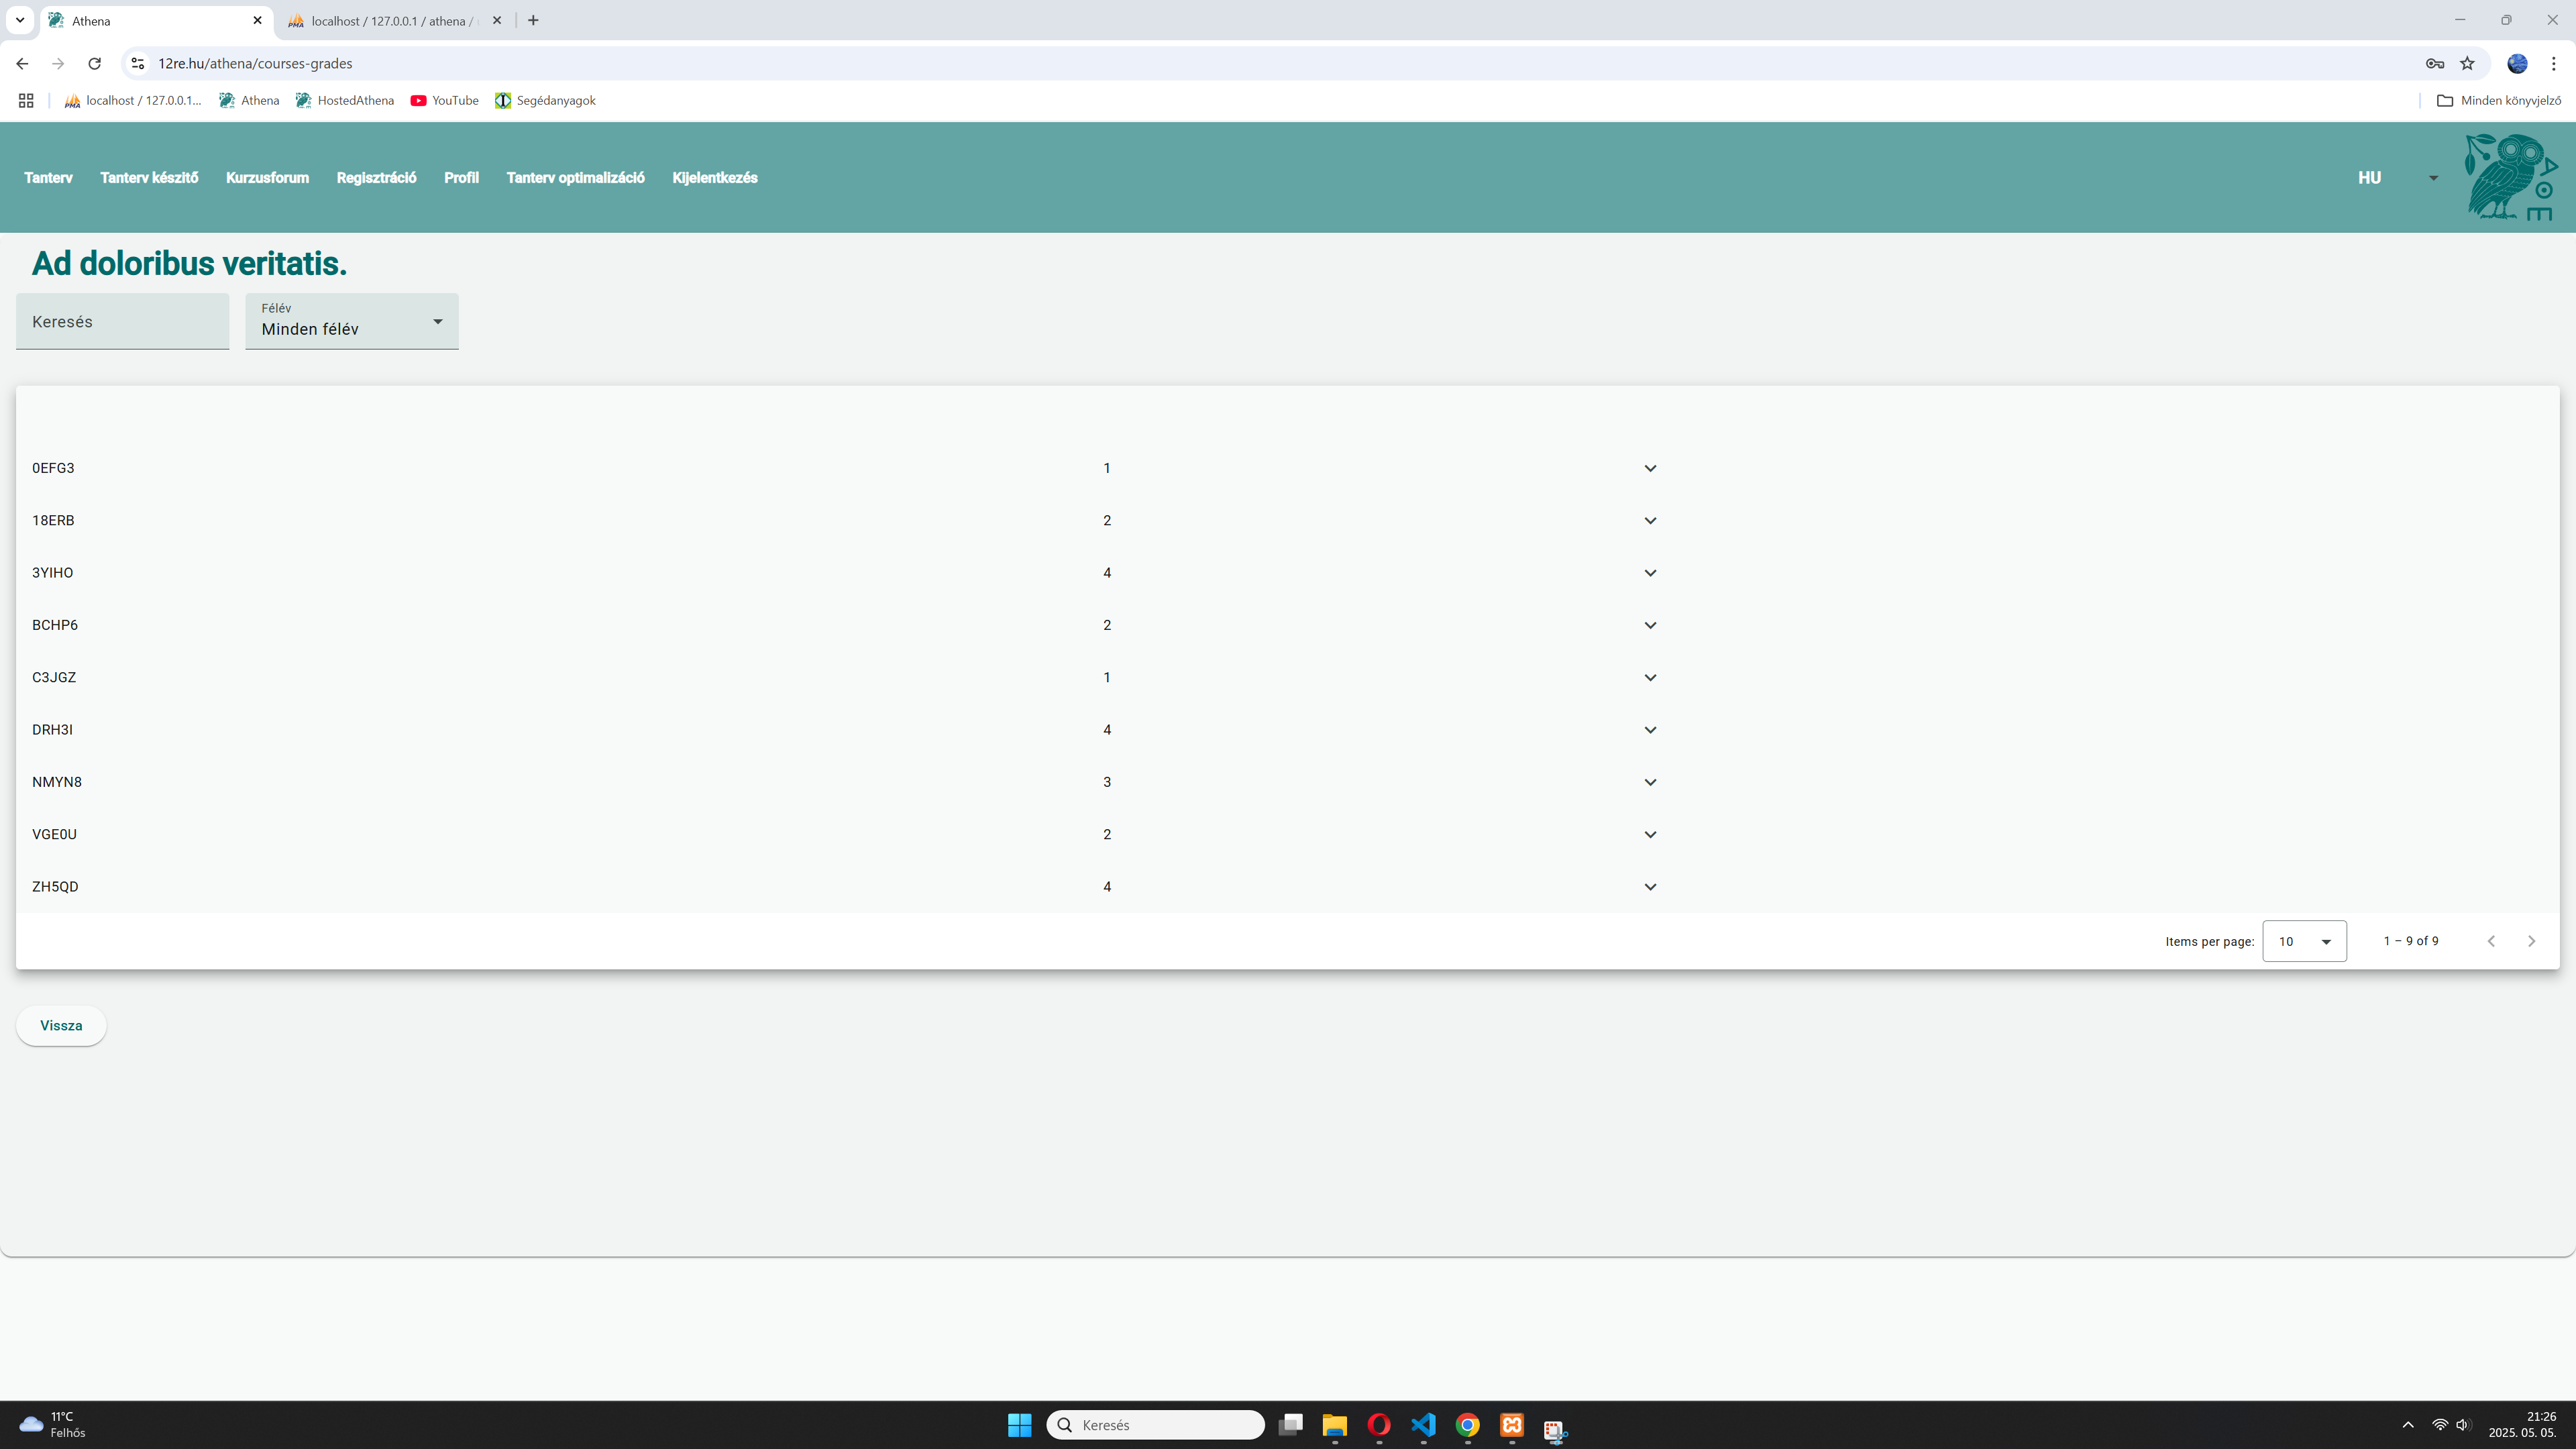 Athena
localhost / 127.0.0.1 / athena /
12re.hu/athena/courses-grades
localhost / 127.0.0.1...
Athena
HostedAthena
YouTube
Segédanyagok
Minden könyvjelző
Tanterv
Tanterv készitő
Kurzusforum
Regisztráció
Profil
Tanterv optimalizáció
Kijelentkezés
HU
Ad doloribus veritatis.
Keresés
Félév
Minden félév
0EFG3 1
18ERB 2
3YIHO 4
BCHP6 2
C3JGZ 1
DRH3I 4
NMYN8 3
VGE0U 2
ZH5QD 4
Items per page: 10 1 – 9 of 9
Vissza
11°C
Felhős
Keresés
21:26
2025. 05. 05.